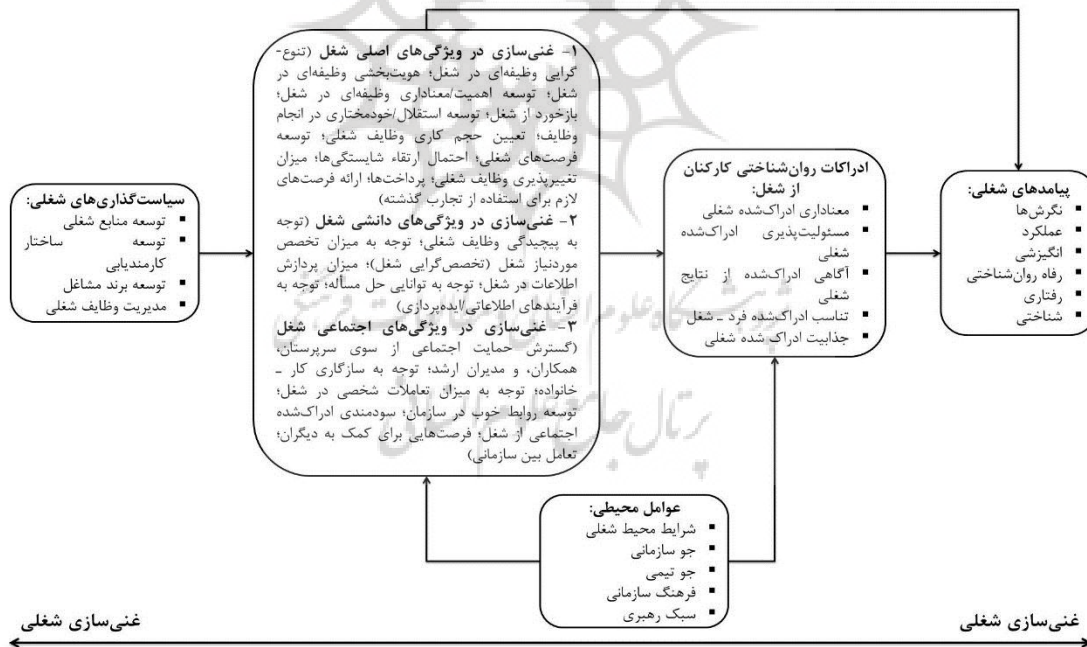 ۱- غنی‌سازی در ویژگی‌های اصلی شغل (تنوع-
گرایی وظیفه‌ای در شغل؛ هویت‌بخشی وظیفه‌ای در
شغل؛ توسعه اهمیت/معناداری وظیفه‌ای در شغل؛
بازخورد از شغل؛ توسعه استقلال/خودمختاری در انجام
وظایف؛ تعیین حجم کاری وظایف شغلی؛ توسعه
فرصت‌های شغلی؛ احتمال ارتقاء شایستگی‌ها؛ میزان
تغییرپذیری وظایف شغلی؛ پرداخت‌ها؛ ارائه فرصت‌های
لازم برای استفاده از تجارب گذشته)
۲- غنی‌سازی در ویژگی‌های دانشی شغل (توجه
به پیچیدگی وظایف شغلی؛ توجه به میزان تخصص
موردنیاز شغل (تخصص‌گرایی شغل)؛ میزان پردازش
اطلاعات در شغل؛ توجه به توانایی حل مسأله؛ توجه به
فرآیندهای اطلاعاتی/ایده‌پردازی)
۳- غنی‌سازی در ویژگی‌های اجتماعی شغل
(گسترش حمایت اجتماعی از سوی سرپرستان،
همکاران، و مدیران ارشد؛ توجه به سازگاری کار ـ
خانواده؛ توجه به میزان تعاملات شخصی در شغل؛
توسعه روابط خوب در سازمان؛ سودمندی ادراک‌شده
اجتماعی از شغل؛ فرصت‌هایی برای کمک به دیگران؛
تعامل بین سازمانی)
سیاست‌گذاری‌های شغلی:
▪ توسعه منابع شغلی
▪ توسعه ساختار
کارمندیابی
▪ توسعه برند مشاغل
▪ مدیریت وظایف شغلی
ادراکات روان‌شناختی کارکنان
از شغل:
▪ معناداری ادراک‌شده شغلی
▪ مسئولیت‌پذیری ادراک‌شده
شغلی
▪ آگاهی ادراک‌شده از نتایج
شغلی
▪ تناسب ادراک‌شده فرد ـ شغل
▪ جذابیت ادراک شده شغلی
پیامدهای شغلی:
▪ نگرش‌ها
▪ عملکرد
▪ انگیزشی
▪ رفاه روان‌شناختی
▪ رفتاری
▪ شناختی
عوامل محیطی:
▪ شرایط محیط شغلی
▪ جو سازمانی
▪ جو تیمی
▪ فرهنگ سازمانی
▪ سبک رهبری
غنی‌سازی شغلی
غنی‌سازی شغلی
پژوهشگاه علوم انسانی و مطالعات فرهنگی
پرتال جامع علوم انسانی